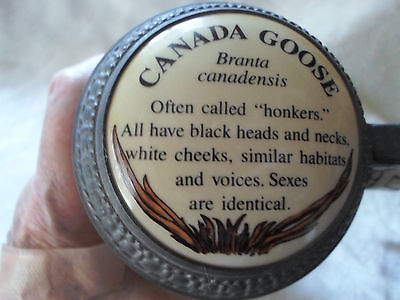 CANADA GOOSE
Branta
canadensis
Often called "honkers."
All have black heads and necks,
white cheeks, similar habitats
and voices. Sexes
are identical.